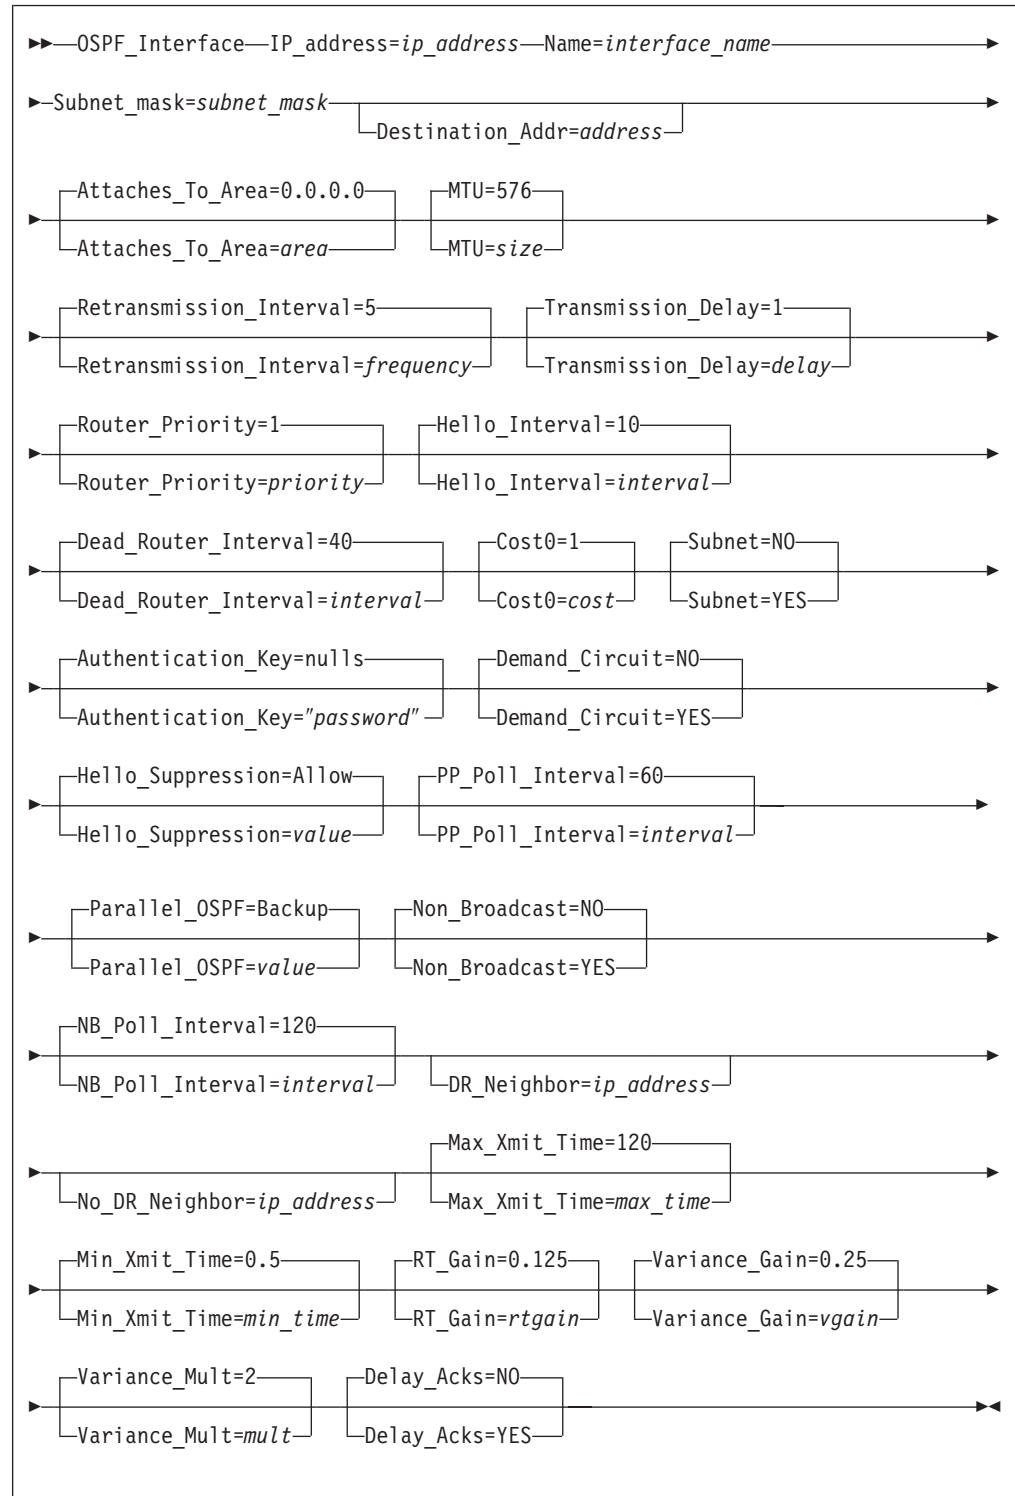 OSPF_Interface IP_address=ip_address Name=interface_name
Subnet_mask=subnet_mask
Destination_Addr=address
Attaches_To_Area=0.0.0.0 MTU=576
Attaches_To_Area=area MTU=size
Retransmission_Interval=5 Transmission_Delay=1
Retransmission_Interval=frequency Transmission_Delay=delay
Router_Priority=1 Hello_Interval=10
Router_Priority=priority Hello_Interval=interval
Dead_Router_Interval=40 Cost0=1 Subnet=NO
Dead_Router_Interval=interval Cost0=cost Subnet=YES
Authentication_Key=nulls Demand_Circuit=NO
Authentication_Key="password" Demand_Circuit=YES
Hello_Suppression=Allow PP_Poll_Interval=60
Hello_Suppression=value PP_Poll_Interval=interval
Parallel_OSPF=Backup Non_Broadcast=NO
Parallel_OSPF=value Non_Broadcast=YES
NB_Poll_Interval=120
NB_Poll_Interval=interval DR_Neighbor=ip_address
Max_Xmit_Time=120
No_DR_Neighbor=ip_address Max_Xmit_Time=max_time
Min_Xmit_Time=0.5 RT_Gain=0.125 Variance_Gain=0.25
Min_Xmit_Time=min_time RT_Gain=rtgain Variance_Gain=vgain
Variance_Mult=2 Delay_Acks=NO
Variance_Mult=mult Delay_Acks=YES